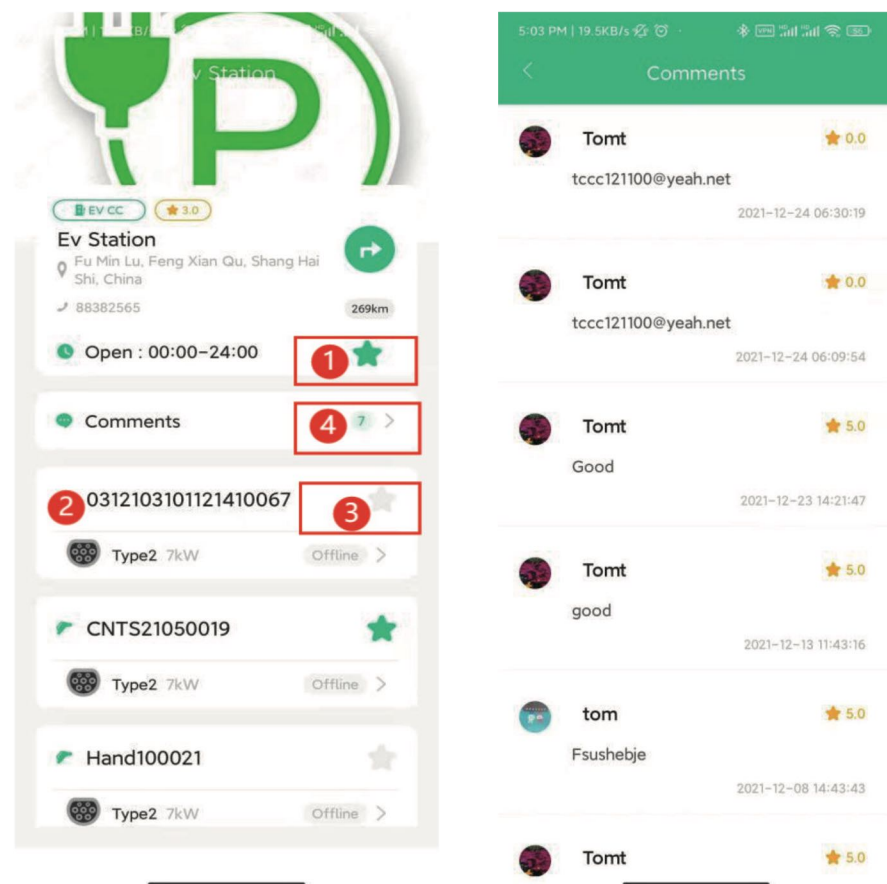 Ev Station
P
EV CC
3.0
Ev Station
Fu Min Lu, Feng Xian Qu, Shang Hai
Shi, China
88382565
269km
Open : 00:00-24:00
1
Comments
4
7
2
0312103101121410067
3
Type2 7kW
Offline
CNTS21050019
Type2 7kW
Offline
Hand100021
Type2 7kW
Offline
5:03 PM | 19.5KB/s
VPN
Comments
Tomt
0.0
tccc121100@yeah.net
2021-12-24 06:30:19
Tomt
0.0
tccc121100@yeah.net
2021-12-24 06:09:54
Tomt
5.0
Good
2021-12-23 14:21:47
Tomt
5.0
good
2021-12-13 11:43:16
tom
5.0
Fsushebje
2021-12-08 14:43:43
Tomt
5.0